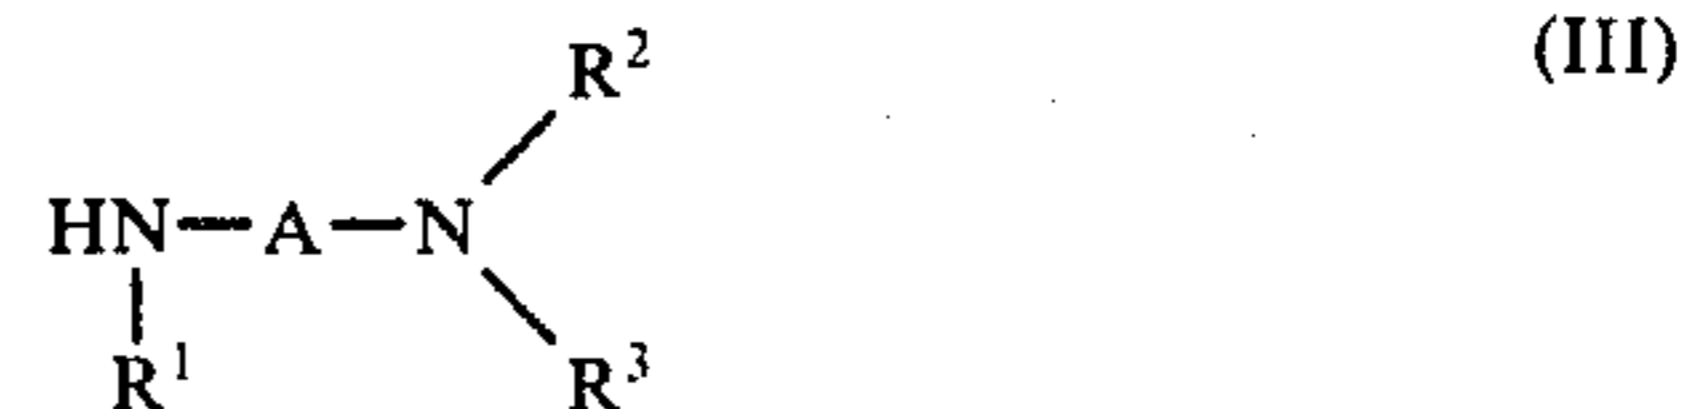 R² (III)
HN—A—N
R¹ R³